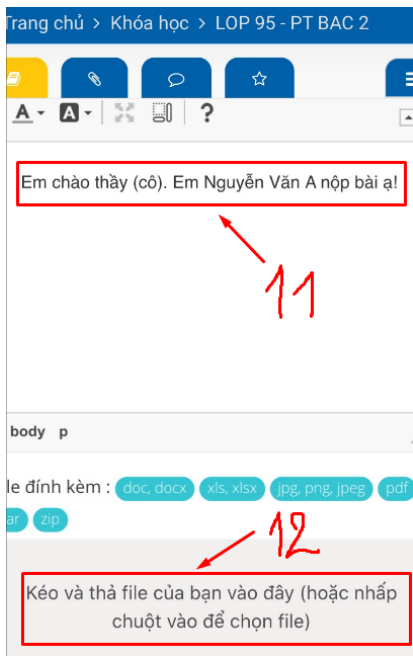 Trang chủ > Khóa học > LOP 95 - PT BAC 2
A A ?
Em chào thầy (cô). Em Nguyễn Văn A nộp bài ạ!
11
body p
le đính kèm : doc, docx xls, xlsx jpg, png, jpeg pdf
ar zip
12
Kéo và thả file của bạn vào đây (hoặc nhấp
chuột vào để chọn file)